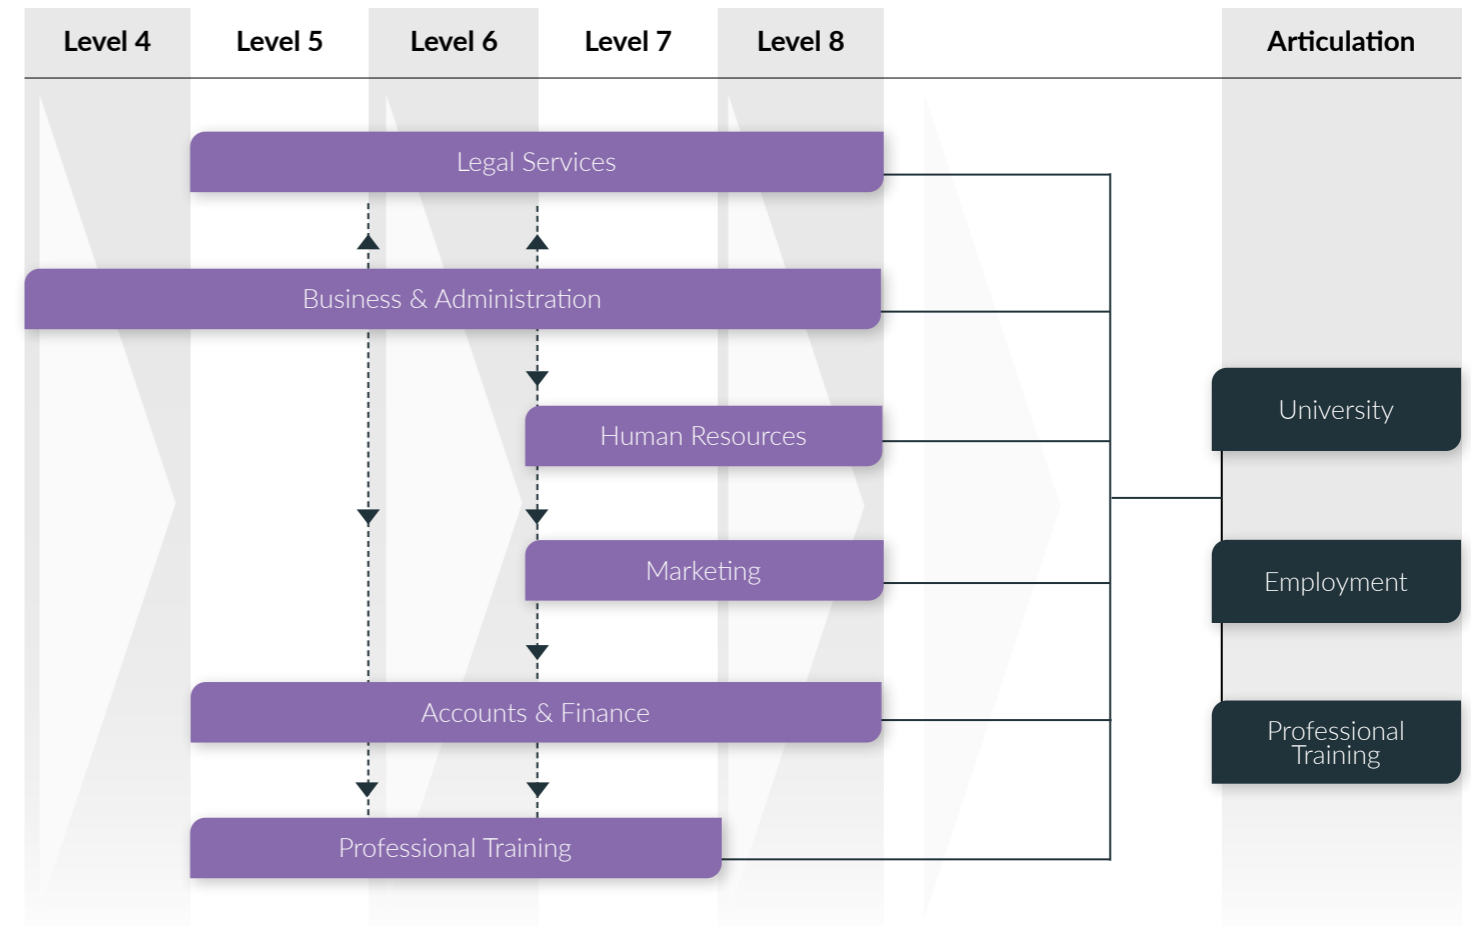 Level 4
Level 5
Level 6
Level 7
Level 8
Articulation
Legal Services
Business & Administration
Human Resources
Marketing
Accounts & Finance
Professional Training
University
Employment
Professional
Training